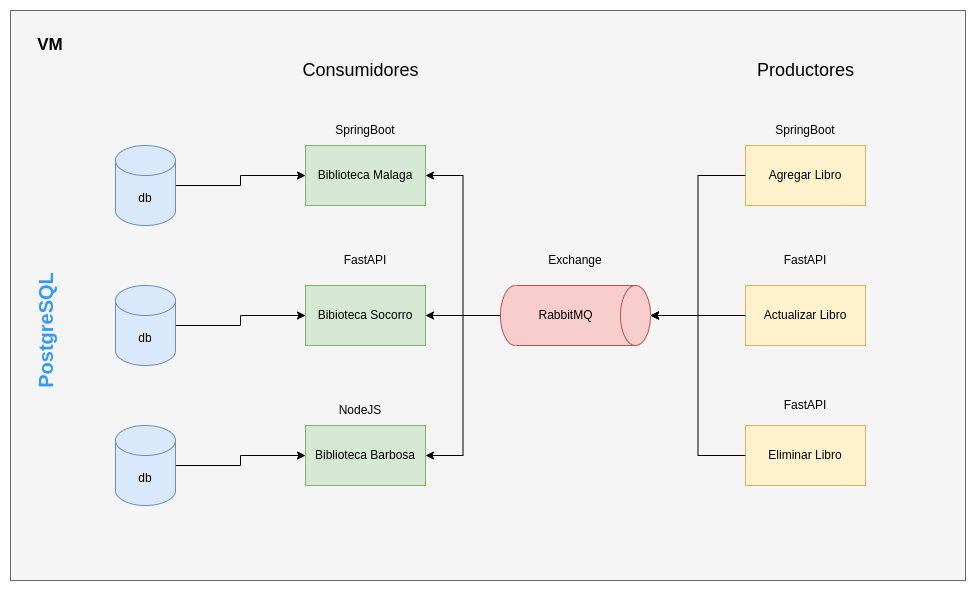 VM
Consumidores
Productores
SpringBoot
SpringBoot
Biblioteca Malaga
Agregar Libro
db
FastAPI
Exchange
FastAPI
PostgreSQL
Bibioteca Socorro
RabbitMQ
Actualizar Libro
db
NodeJS
FastAPI
Biblioteca Barbosa
Eliminar Libro
db